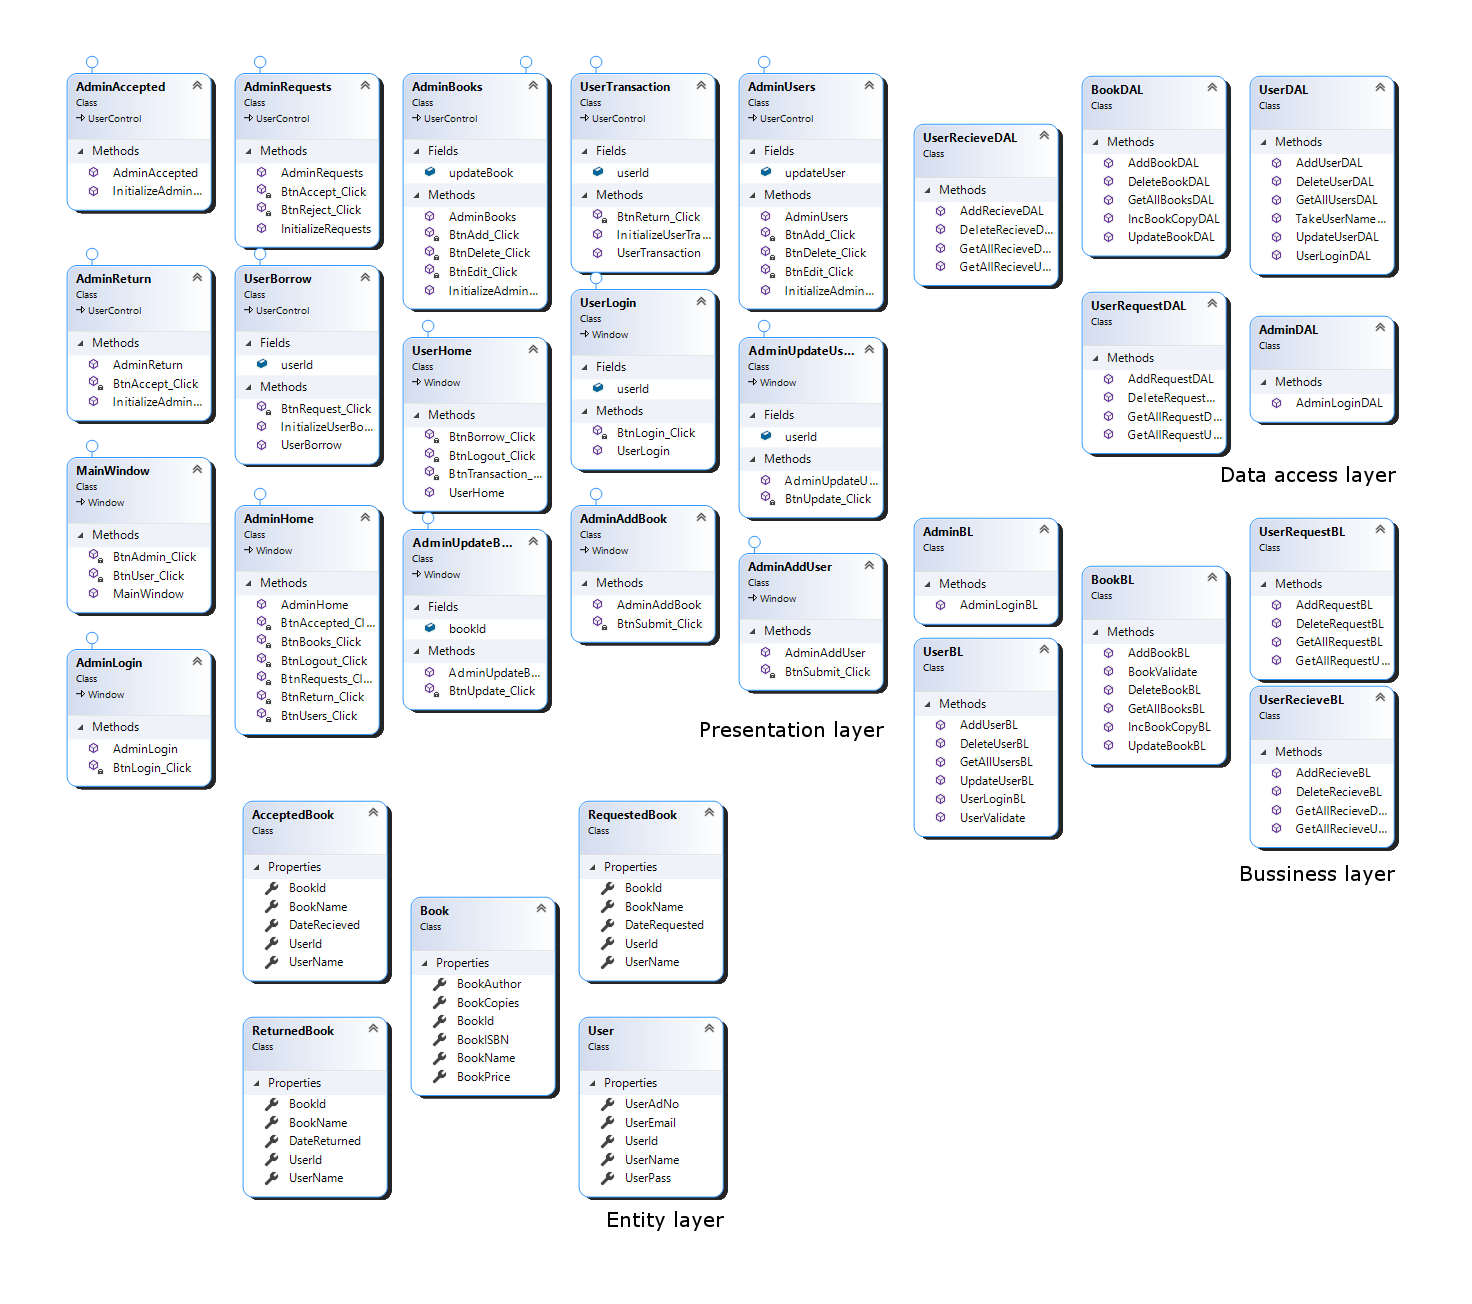 AdminAccepted
Class
UserControl
Methods
AdminAccepted
InitializeAdmin...
AdminRequests
Class
UserControl
Methods
AdminRequests
BtnAccept_Click
BtnReject_Click
InitializeRequests
AdminBooks
Class
UserControl
Fields
updateBook
Methods
AdminBooks
BtnAdd_Click
BtnDelete_Click
BtnEdit_Click
InitializeAdmin...
UserTransaction
Class
UserControl
Fields
userId
Methods
BtnReturn_Click
InitializeUserTra...
UserTransaction
AdminUsers
Class
UserControl
Fields
updateUser
Methods
AdminUsers
BtnAdd_Click
BtnDelete_Click
BtnEdit_Click
InitializeAdmin...
AdminReturn
Class
UserControl
Methods
AdminReturn
BtnAccept_Click
InitializeAdmin...
UserBorrow
Class
UserControl
Fields
userId
Methods
BtnRequest_Click
InitializeUserBo...
UserBorrow
UserHome
Class
Window
Methods
BtnBorrow_Click
BtnLogout_Click
BtnTransaction_...
UserHome
UserLogin
Class
Window
Fields
userId
Methods
BtnLogin_Click
UserLogin
AdminUpdateUs...
Class
Window
Fields
userId
Methods
AdminUpdateU...
BtnUpdate_Click
MainWindow
Class
Window
Methods
BtnAdmin_Click
BtnUser_Click
MainWindow
AdminHome
Class
Window
Methods
AdminHome
BtnAccepted_Cl...
BtnBooks_Click
BtnLogout_Click
BtnRequests_Cl...
BtnReturn_Click
BtnUsers_Click
AdminUpdateB...
Class
Window
Fields
bookId
Methods
AdminUpdateB...
BtnUpdate_Click
AdminAddBook
Class
Window
Methods
AdminAddBook
BtnSubmit_Click
AdminAddUser
Class
Window
Methods
AdminAddUser
BtnSubmit_Click
AdminLogin
Class
Window
Methods
AdminLogin
BtnLogin_Click
Presentation layer
UserRecieveDAL
Class
Methods
AddRecieveDAL
DeleteRecieveD...
GetAllRecieveD...
GetAllRecieveU...
BookDAL
Class
Methods
AddBookDAL
DeleteBookDAL
GetAllBooksDAL
IncBookCopyDAL
UpdateBookDAL
UserDAL
Class
Methods
AddUserDAL
DeleteUserDAL
GetAllUsersDAL
TakeUserName...
UpdateUserDAL
UserLoginDAL
UserRequestDAL
Class
Methods
AddRequestDAL
DeleteRequest...
GetAllRequestD...
GetAllRequestU...
AdminDAL
Class
Methods
AdminLoginDAL
Data access layer
AdminBL
Class
Methods
AdminLoginBL
UserBL
Class
Methods
AddUserBL
DeleteUserBL
GetAllUsersBL
UpdateUserBL
UserLoginBL
UserValidate
BookBL
Class
Methods
AddBookBL
BookValidate
DeleteBookBL
GetAllBooksBL
IncBookCopyBL
UpdateBookBL
UserRequestBL
Class
Methods
AddRequestBL
DeleteRequestBL
GetAllRequestBL
GetAllRequestU...
UserRecieveBL
Class
Methods
AddRecieveBL
DeleteRecieveBL
GetAllRecieveD...
GetAllRecieveU...
Bussiness layer
AcceptedBook
Class
Properties
BookId
BookName
DateRecieved
UserId
UserName
Book
Class
Properties
BookAuthor
BookCopies
BookId
BookISBN
BookName
BookPrice
RequestedBook
Class
Properties
BookId
BookName
DateRequested
UserId
UserName
ReturnedBook
Class
Properties
BookId
BookName
DateReturned
UserId
UserName
User
Class
Properties
UserAdNo
UserEmail
UserId
UserName
UserPass
Entity layer